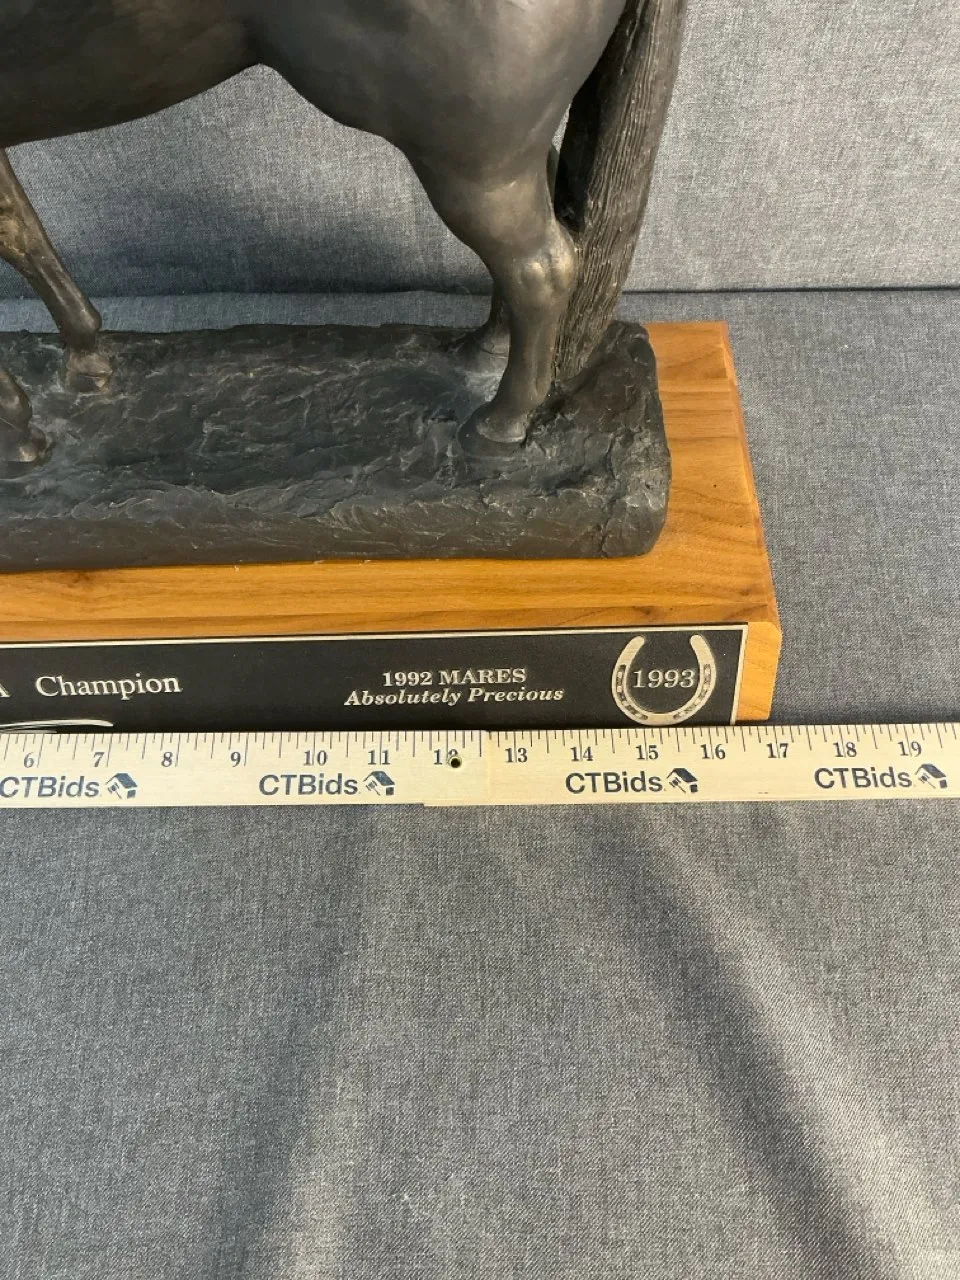 Champion
1992 MARES
Absolutely Precious
1993
6 7 8 9 10 11 12 13 14 15 16 17 18 19
CTBids CTBids CTBids CTBids